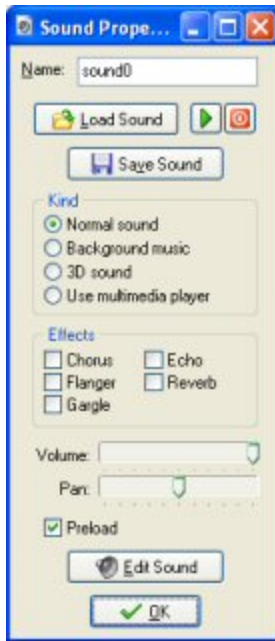 Sound Prope...
Name: sound0
Load Sound
Save Sound
Kind
Normal sound
Background music
3D sound
Use multimedia player
Effects
Chorus Echo
Flanger Reverb
Gargle
Volume:
Pan:
Preload
Edit Sound
OK